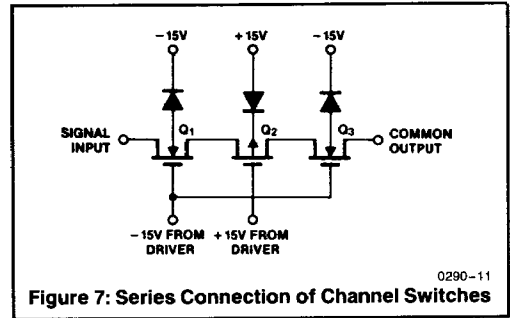 −15V +15V −15V
Q1 Q2 Q3
SIGNAL INPUT
COMMON OUTPUT
−15V FROM DRIVER
+15V FROM DRIVER
0290–11
Figure 7: Series Connection of Channel Switches